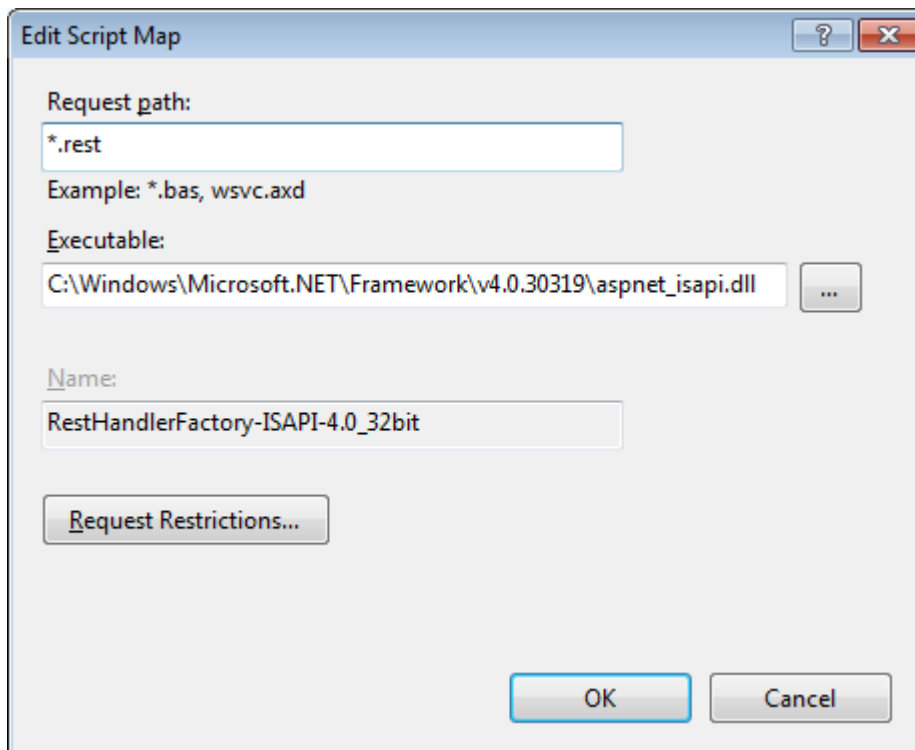 Edit Script Map
?
Request path:
*.rest
Example: *.bas, wsvc.axd
Executable:
C:\Windows\Microsoft.NET\Framework\v4.0.30319\aspnet_isapi.dll
...
Name:
RestHandlerFactory-ISAPI-4.0_32bit
Request Restrictions...
OK Cancel